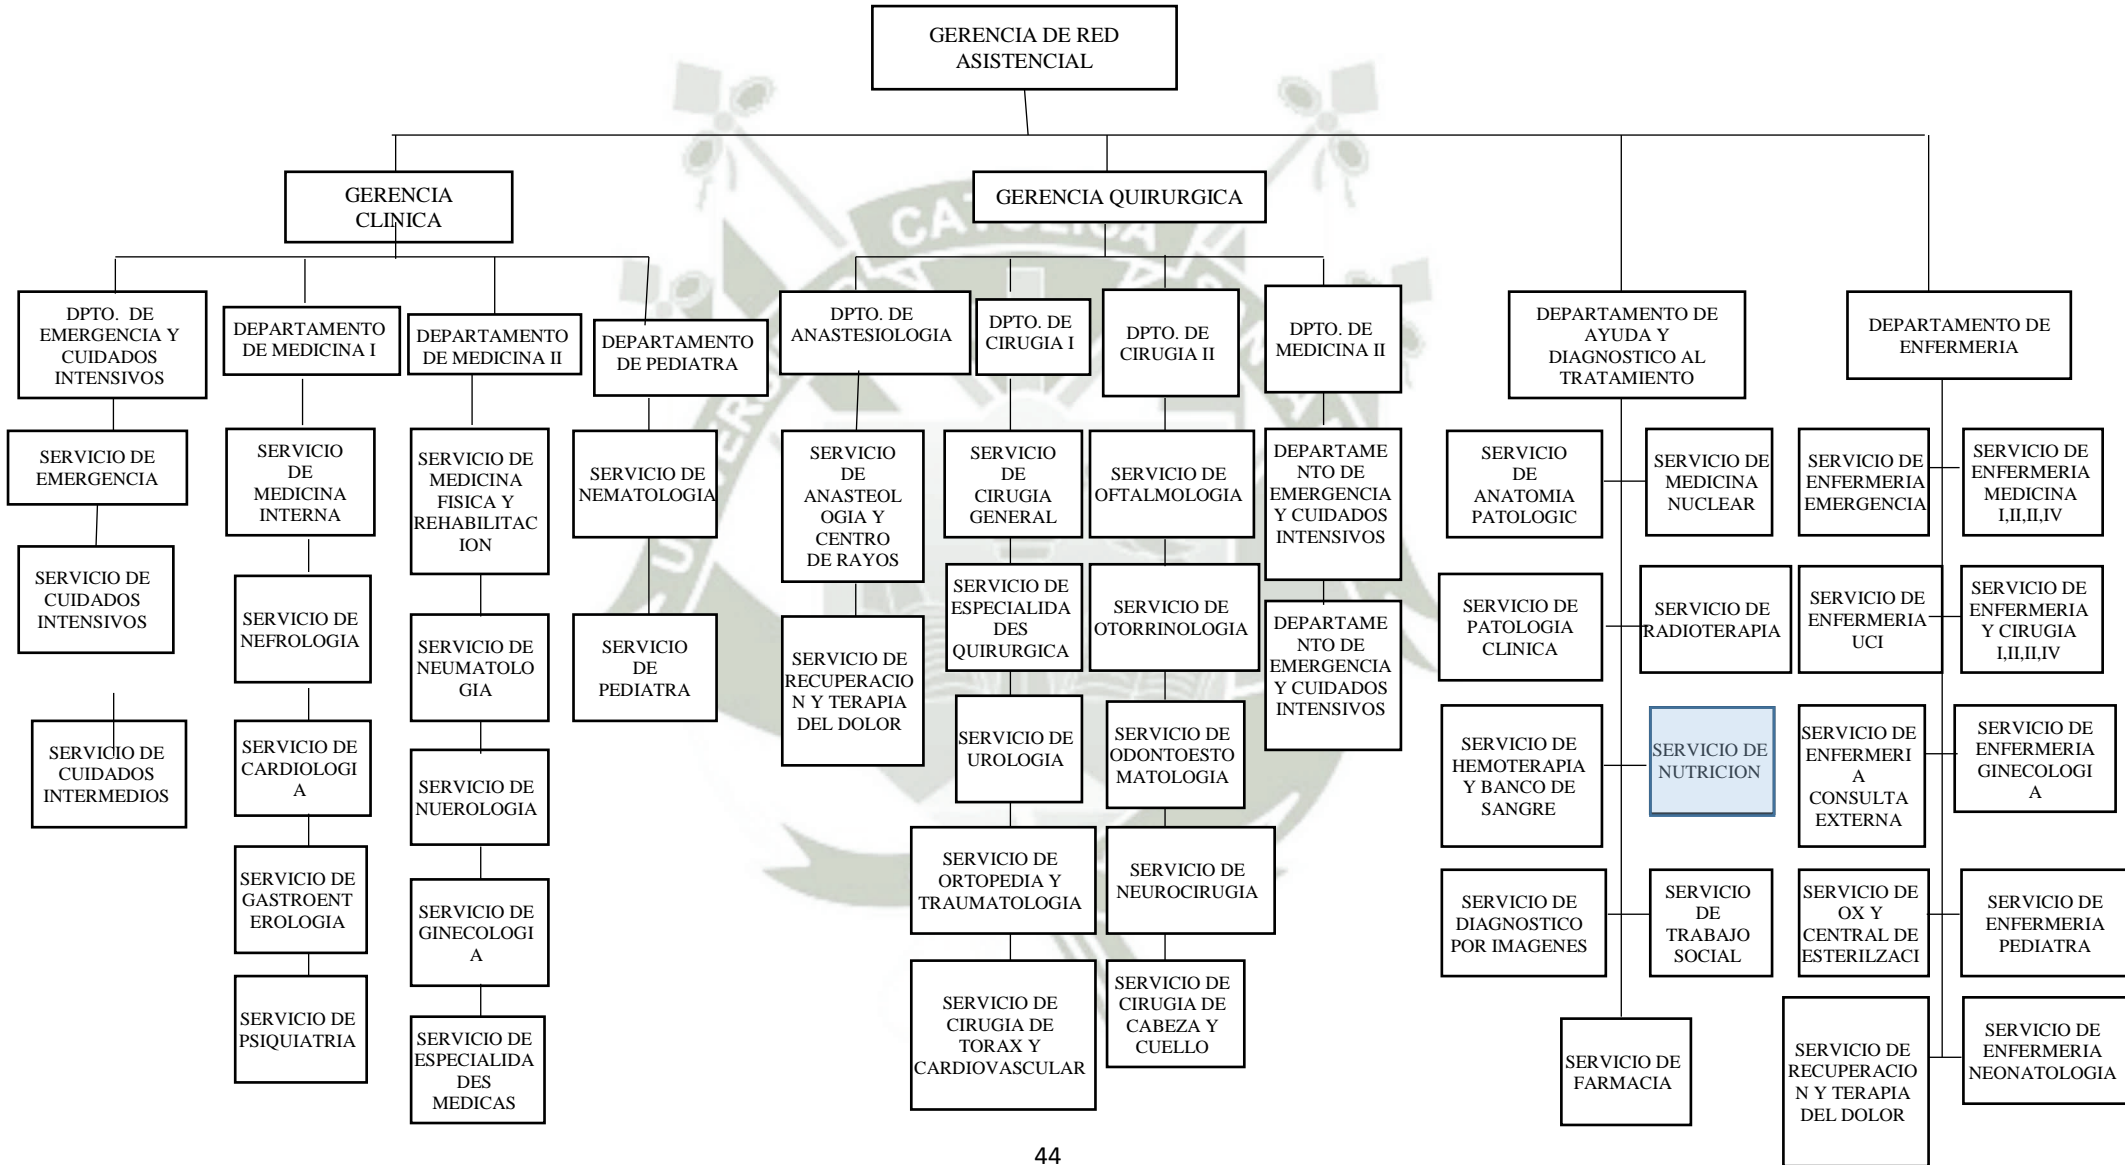 GERENCIA DE RED
ASISTENCIAL
GERENCIA
CLINICA
GERENCIA QUIRURGICA
DPTO. DE
EMERGENCIA Y
CUIDADOS
INTENSIVOS
DEPARTAMENTO
DE MEDICINA I
DEPARTAMENTO
DE MEDICINA II
DEPARTAMENTO
DE PEDIATRA
DPTO. DE
ANASTESIOLOGIA
DPTO. DE
CIRUGIA I
DPTO. DE
CIRUGIA II
DPTO. DE
MEDICINA II
DEPARTAMENTO DE
AYUDA Y
DIAGNOSTICO AL
TRATAMIENTO
DEPARTAMENTO DE
ENFERMERIA
SERVICIO DE
EMERGENCIA
SERVICIO DE
CUIDADOS
INTENSIVOS
SERVICIO DE
CUIDADOS
INTERMEDIOS
SERVICIO
DE
MEDICINA
INTERNA
SERVICIO DE
NEFROLOGIA
SERVICIO DE
CARDIOLOGI
A
SERVICIO DE
GASTROENT
EROLOGIA
SERVICIO DE
PSIQUIATRIA
SERVICIO DE
MEDICINA
FISICA Y
REHABILITAC
ION
SERVICIO DE
NEUMATOLO
GIA
SERVICIO DE
NUEROLOGIA
SERVICIO DE
GINECOLOGI
A
SERVICIO DE
ESPECIALIDA
DES
MEDICAS
SERVICIO DE
NEMATOLOGIA
SERVICIO
DE
PEDIATRA
SERVICIO
DE
ANASTEOL
OGIA Y
CENTRO
DE RAYOS
SERVICIO DE
RECUPERACIO
N Y TERAPIA
DEL DOLOR
SERVICIO
DE
CIRUGIA
GENERAL
SERVICIO DE
ESPECIALIDA
DES
QUIRURGICA
SERVICIO DE
UROLOGIA
SERVICIO DE
ORTOPEDIA Y
TRAUMATOLOGIA
SERVICIO DE
CIRUGIA DE
TORAX Y
CARDIOVASCULAR
SERVICIO DE
OFTALMOLOGIA
SERVICIO DE
OTORRINOLOGIA
SERVICIO DE
ODONTOESTO
MATOLOGIA
SERVICIO DE
NEUROCIRUGIA
SERVICIO DE
CIRUGIA DE
CABEZA Y
CUELLO
DEPARTAME
NTO DE
EMERGENCIA
Y CUIDADOS
INTENSIVOS
DEPARTAME
NTO DE
EMERGENCIA
Y CUIDADOS
INTENSIVOS
SERVICIO
DE
ANATOMIA
PATOLOGIC
SERVICIO DE
MEDICINA
NUCLEAR
SERVICIO DE
PATOLOGIA
CLINICA
SERVICIO DE
RADIOTERAPIA
SERVICIO DE
HEMOTERAPIA
Y BANCO DE
SANGRE
SERVICIO DE
NUTRICION
SERVICIO DE
DIAGNOSTICO
POR IMAGENES
SERVICIO
DE
TRABAJO
SOCIAL
SERVICIO DE
FARMACIA
SERVICIO DE
ENFERMERIA
EMERGENCIA
SERVICIO DE
ENFERMERIA
MEDICINA
I,II,II,IV
SERVICIO DE
ENFERMERIA
UCI
SERVICIO DE
ENFERMERIA
Y CIRUGIA
I,II,II,IV
SERVICIO DE
ENFERMERI
A
CONSULTA
EXTERNA
SERVICIO DE
ENFERMERIA
GINECOLOGI
A
SERVICIO DE
OX Y
CENTRAL DE
ESTERILZACI
SERVICIO DE
ENFERMERIA
PEDIATRA
SERVICIO DE
RECUPERACIO
N Y TERAPIA
DEL DOLOR
SERVICIO DE
ENFERMERIA
NEONATOLOGIA
CATOLICA
44